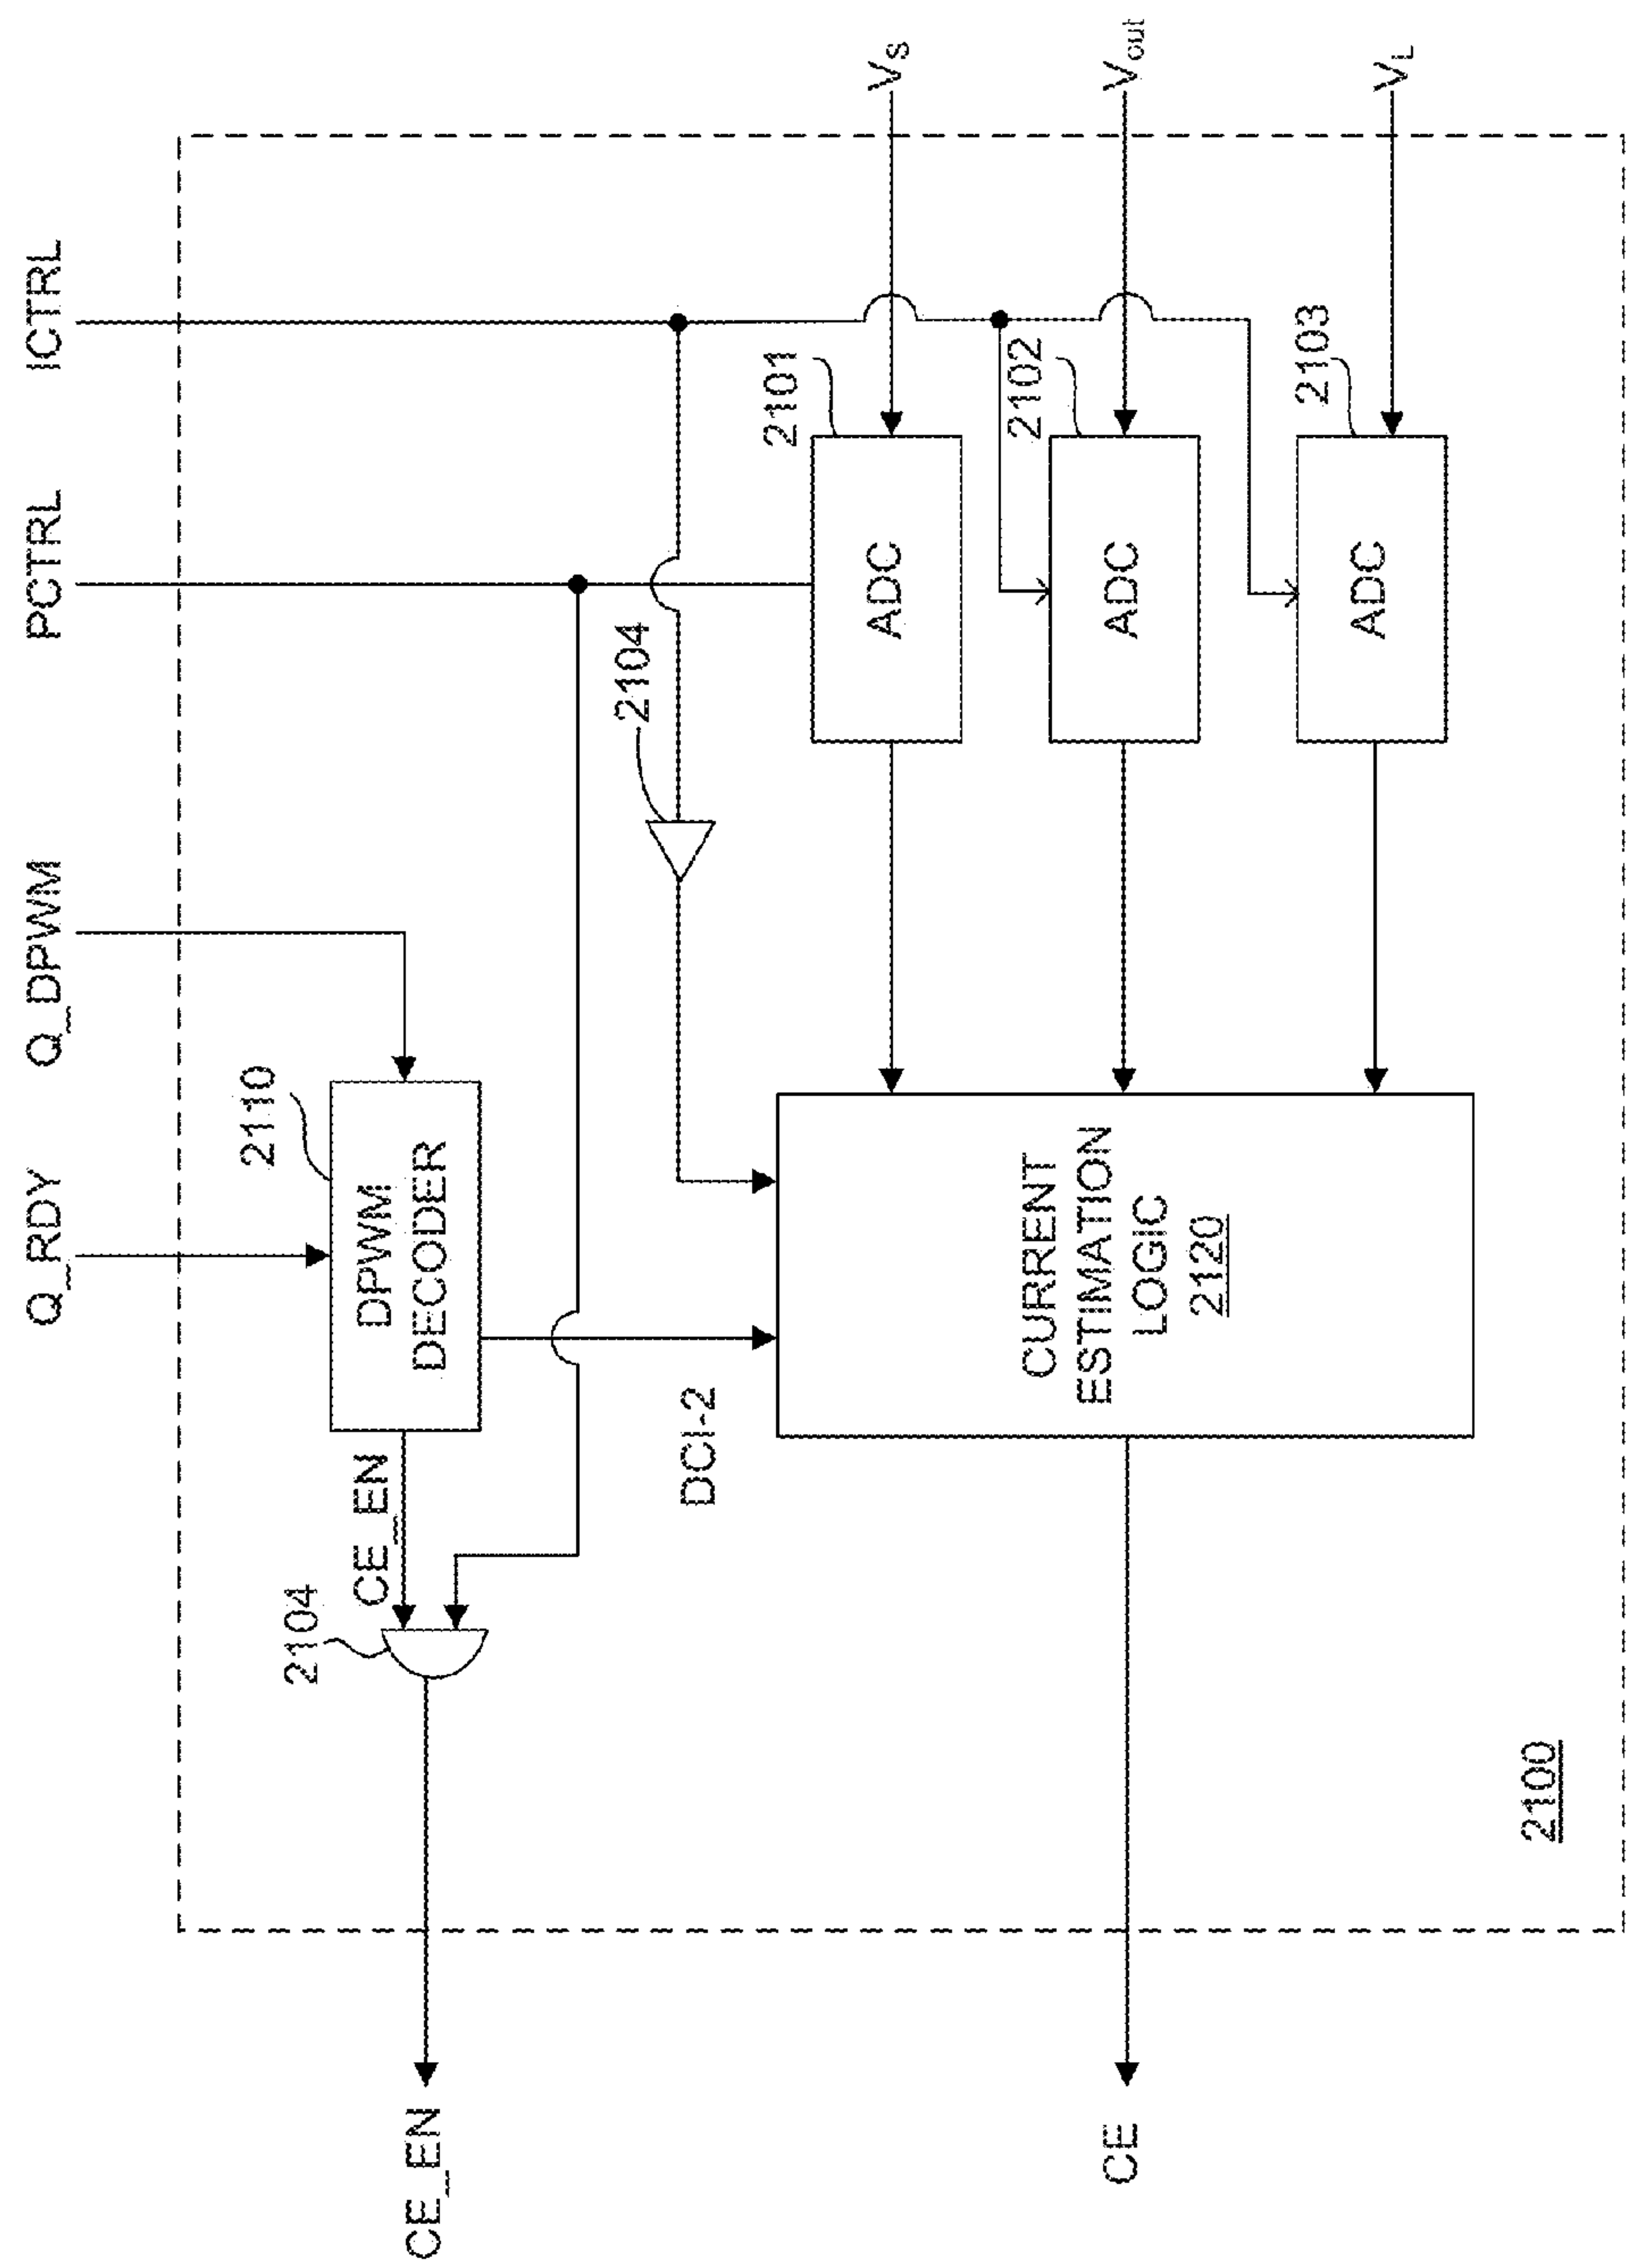 Q_RDY
Q_DPWM
PCTRL
ICTRL
CE_EN
2104
CE_EN
2110
DPWM
DECODER
2104
DCI-2
2101
ADC
VS
CE
CURRENT
ESTIMATION
LOGIC
2120
2102
ADC
Vout
2103
ADC
VL
2100